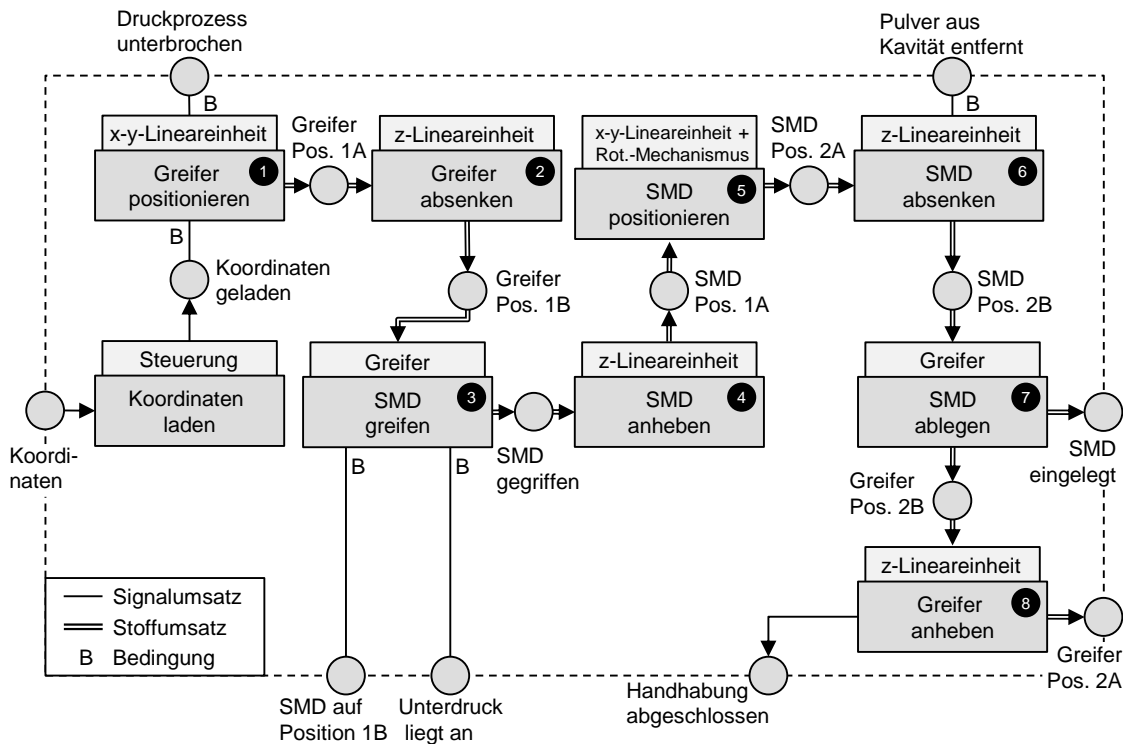 Druckprozess
unterbrochen
Pulver aus
Kavität entfernt
B
B
x-y-Lineareinheit
Greifer
positionieren
1
Greifer
Pos. 1A
z-Lineareinheit
Greifer
absenken
2
x-y-Lineareinheit +
Rot.-Mechanismus
SMD
positionieren
5
SMD
Pos. 2A
z-Lineareinheit
SMD
absenken
6
B
Koordinaten
geladen
Greifer
Pos. 1B
SMD
Pos. 1A
SMD
Pos. 2B
Steuerung
Koordinaten
laden
Greifer
SMD
greifen
3
z-Lineareinheit
SMD
anheben
4
Greifer
SMD
ablegen
7
Koordi-
naten
B
B
SMD
gegriffen
SMD
eingelegt
Greifer
Pos. 2B
z-Lineareinheit
Greifer
anheben
8
Signalumsatz
Stoffumsatz
B Bedingung
SMD auf
Position 1B
Unterdruck
liegt an
Handhabung
abgeschlossen
Greifer
Pos. 2A